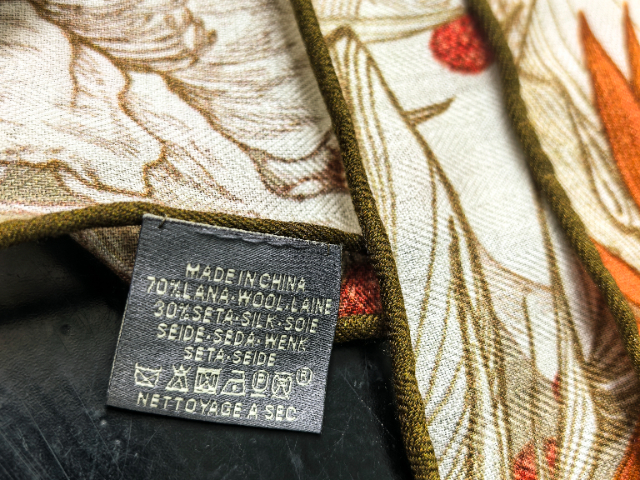 MADE IN CHINA
70%LANA·WOOL·LAINE
30%SETA·SILK·SOIE
SEIDE·SEDA·WENK
SETA·SEIDE
®
NETTOYAGE A SEC